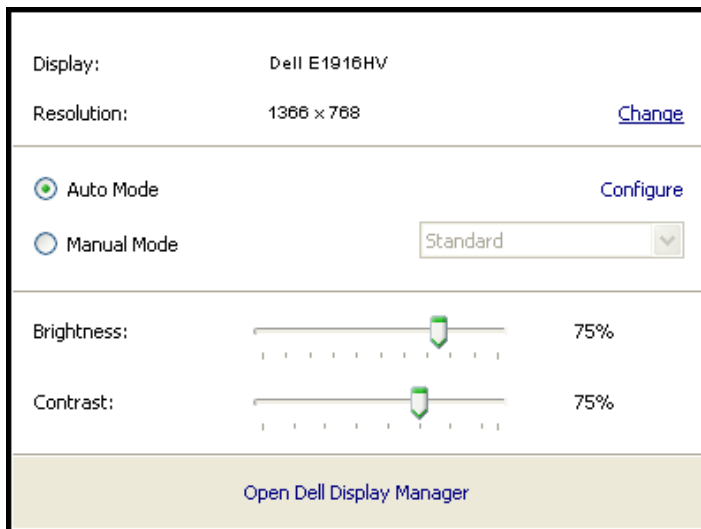 Display: Dell E1916HV
Resolution: 1366 x 768 Change
Auto Mode Configure
Manual Mode Standard
Brightness: 75%
Contrast: 75%
Open Dell Display Manager